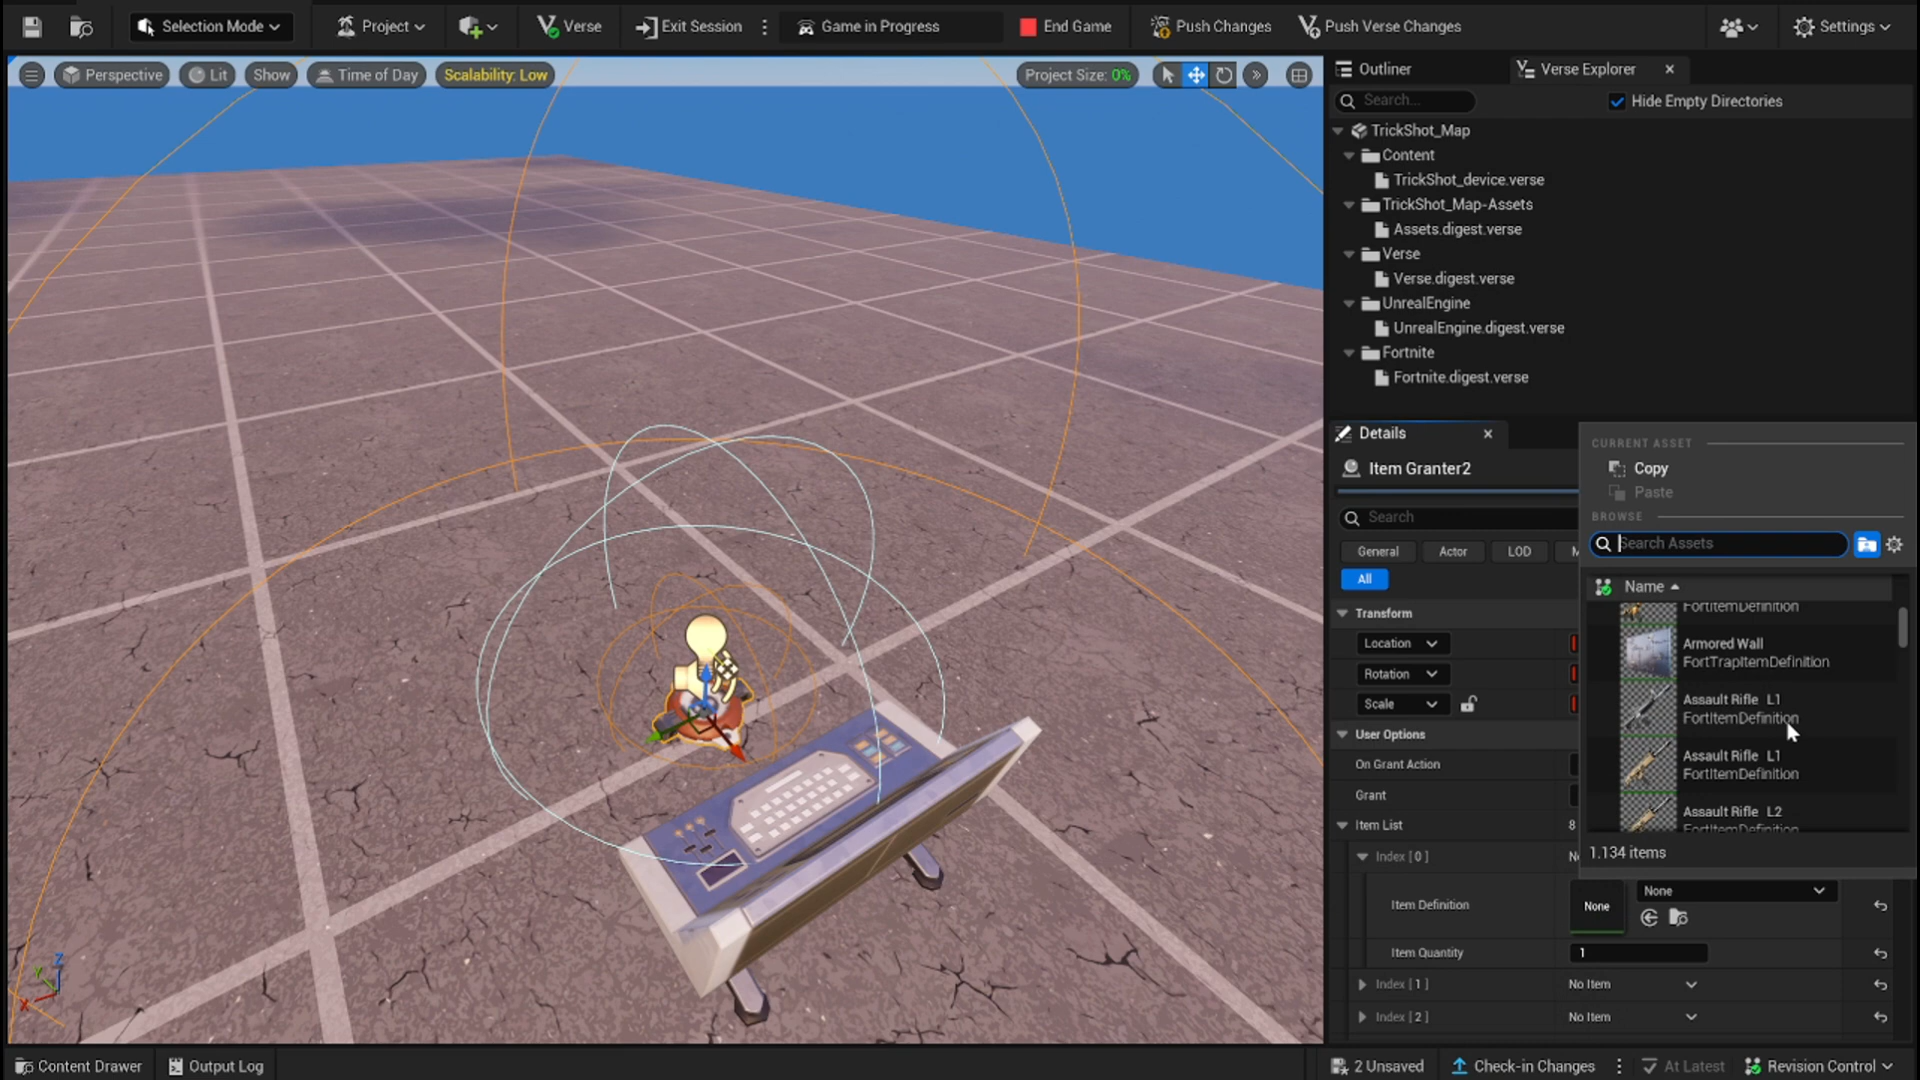 Selection Mode
Project
Verse
Exit Session
Game in Progress
End Game
Push Changes
Push Verse Changes
Settings
Perspective
Lit
Show
Time of Day
Scalability: Low
Project Size: 0%
Outliner
Verse Explorer
Search...
Hide Empty Directories
TrickShot_Map
Content
TrickShot_device.verse
TrickShot_Map-Assets
Assets.digest.verse
Verse
Verse.digest.verse
UnrealEngine
UnrealEngine.digest.verse
Fortnite
Fortnite.digest.verse
Details
Item Granter2
Search
General
Actor
LOD
M
All
Transform
Location
Rotation
Scale
User Options
On Grant Action
Grant
Item List
8
Index [ 0 ]
Item Definition
None
None
Item Quantity
1
Index [ 1 ]
No Item
Index [ 2 ]
No Item
CURRENT ASSET
Copy
Paste
BROWSE
Search Assets
Name
FortItemDefinition
Armored Wall
FortTrapItemDefinition
Assault Rifle L1
FortItemDefinition
Assault Rifle L1
FortItemDefinition
Assault Rifle L2
FortItemDefinition
1.134 items
Z
Y
X
Content Drawer
Output Log
2 Unsaved
Check-in Changes
At Latest
Revision Control